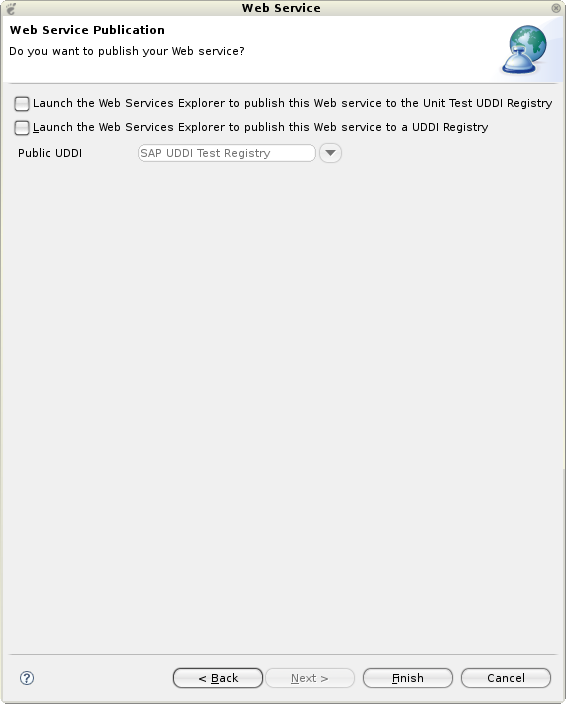 Web Service
Web Service Publication
Do you want to publish your Web service?
Launch the Web Services Explorer to publish this Web service to the Unit Test UDDI Registry
Launch the Web Services Explorer to publish this Web service to a UDDI Registry
Public UDDI SAP UDDI Test Registry
? < Back Next > Finish Cancel